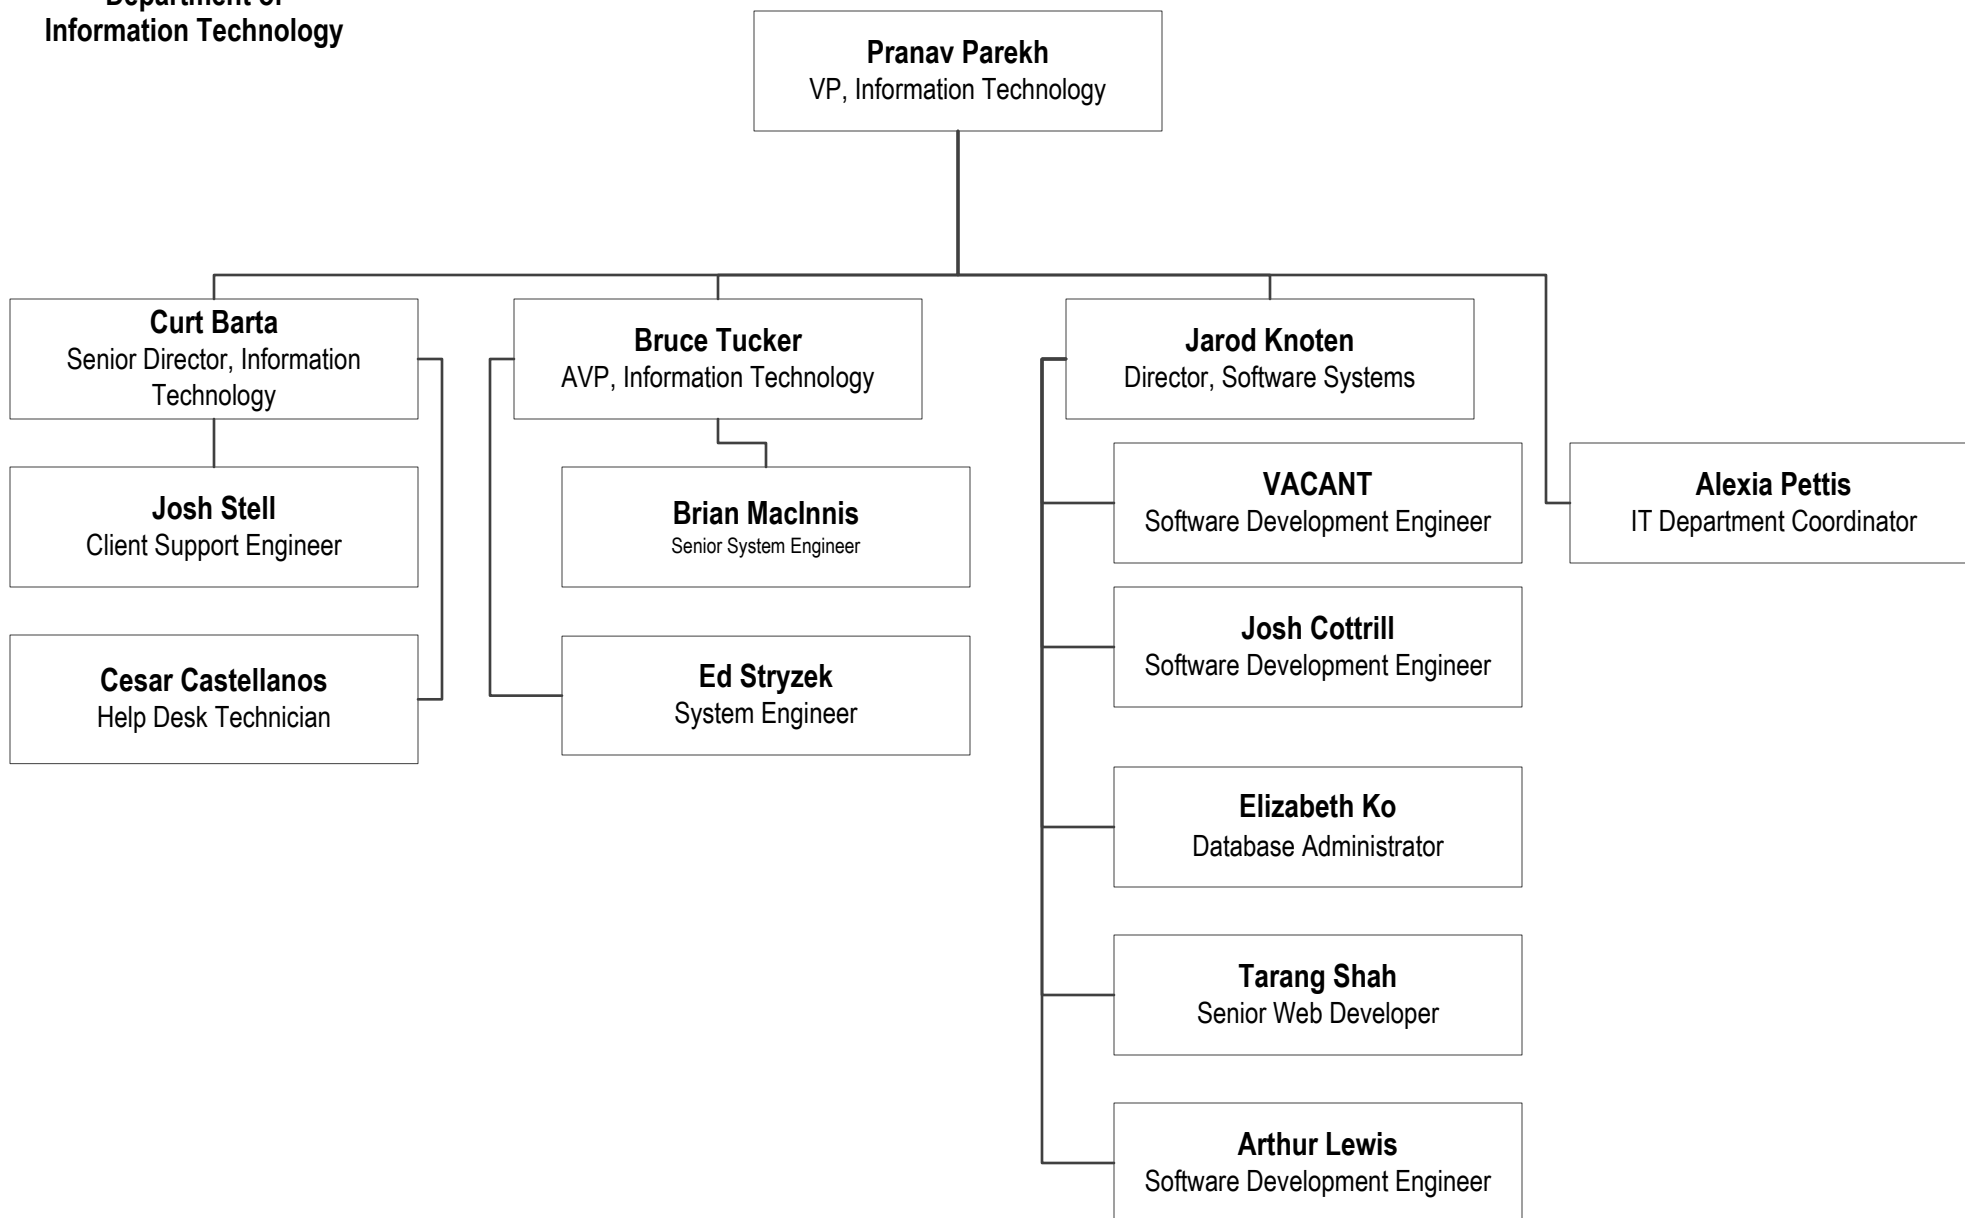 Department of
Information Technology
Pranav Parekh
VP, Information Technology
Curt Barta
Senior Director, Information
Technology
Bruce Tucker
AVP, Information Technology
Jarod Knoten
Director, Software Systems
Josh Stell
Client Support Engineer
Brian MacInnis
Senior System Engineer
VACANT
Software Development Engineer
Alexia Pettis
IT Department Coordinator
Cesar Castellanos
Help Desk Technician
Ed Stryzek
System Engineer
Josh Cottrill
Software Development Engineer
Elizabeth Ko
Database Administrator
Tarang Shah
Senior Web Developer
Arthur Lewis
Software Development Engineer